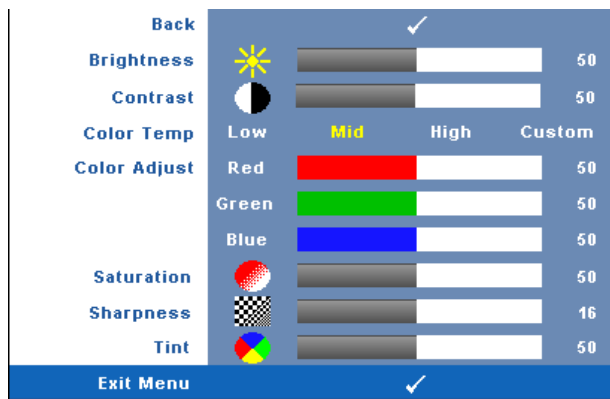 Back
Brightness 50
Contrast 50
Color Temp Low Mid High Custom
Color Adjust Red 50
Green 50
Blue 50
Saturation 50
Sharpness 16
Tint 50
Exit Menu